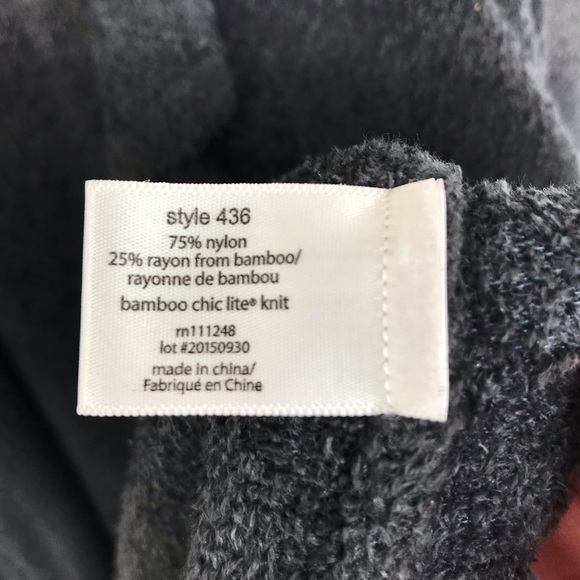 style 436
75% nylon
25% rayon from bamboo/
rayonne de bambou
bamboo chic lite® knit
rn111248
lot #20150930
made in china/
Fabriqué en Chine